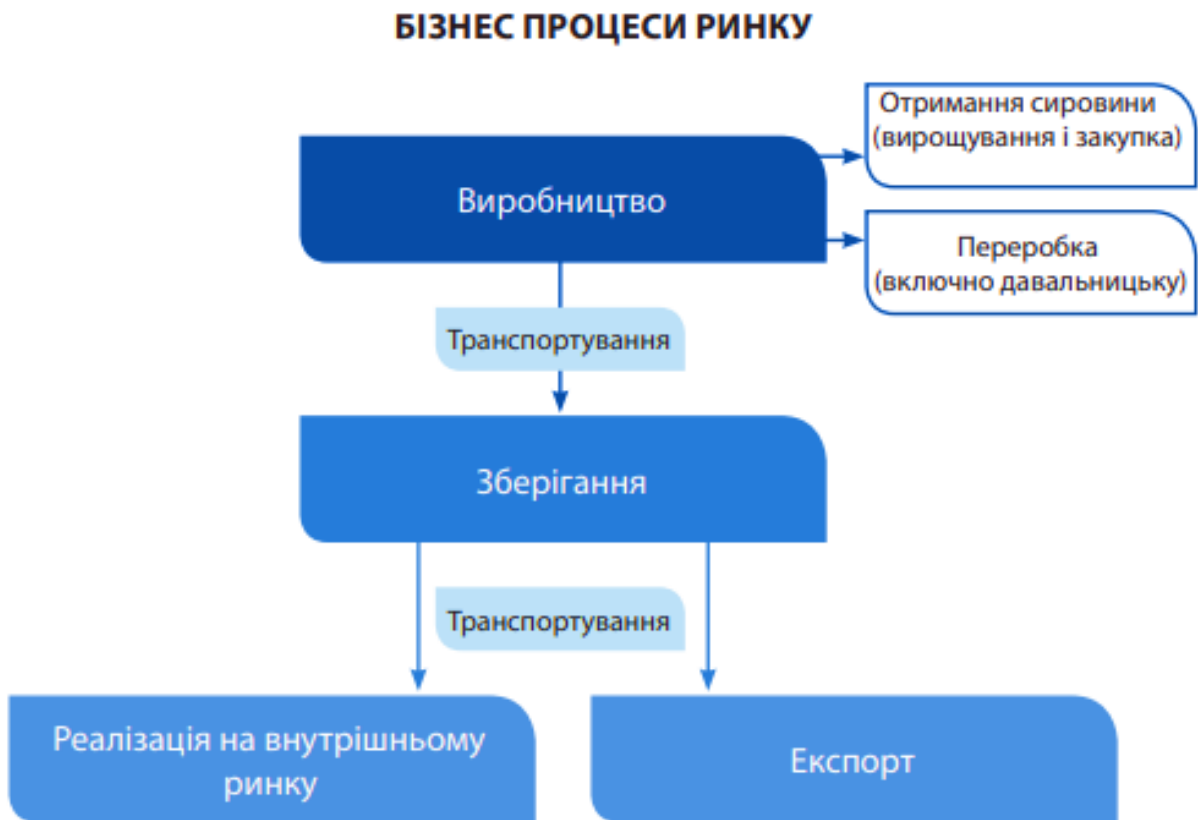 БІЗНЕС ПРОЦЕСИ РИНКУ
Отримання сировини
(вирощування і закупка)
Виробництво
Переробка
(включно давальницьку)
Транспортування
Зберігання
Транспортування
Реалізація на внутрішньому
ринку
Експорт